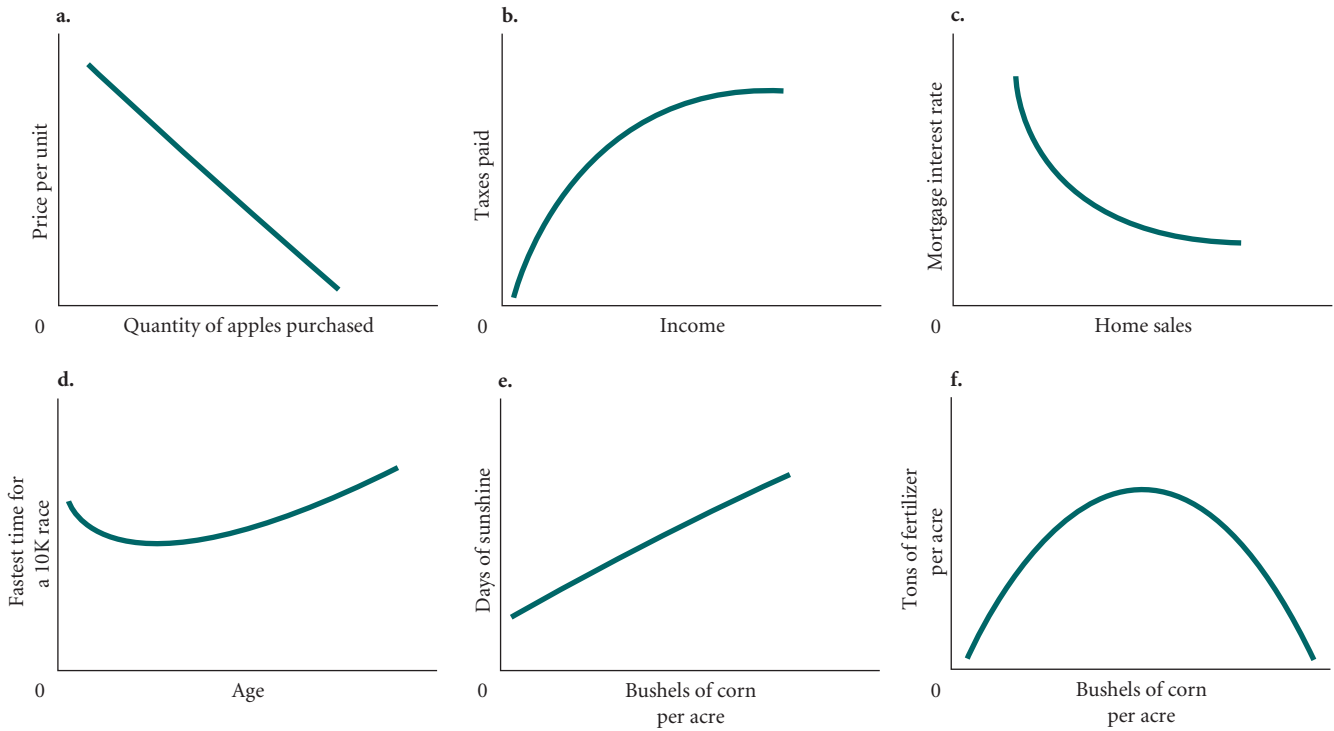 a.
Price per unit
0
Quantity of apples purchased
b.
Taxes paid
0
Income
c.
Mortgage interest rate
0
Home sales
d.
Fastest time for
a 10K race
0
Age
e.
Days of sunshine
0
Bushels of corn
per acre
f.
Tons of fertilizer
per acre
0
Bushels of corn
per acre